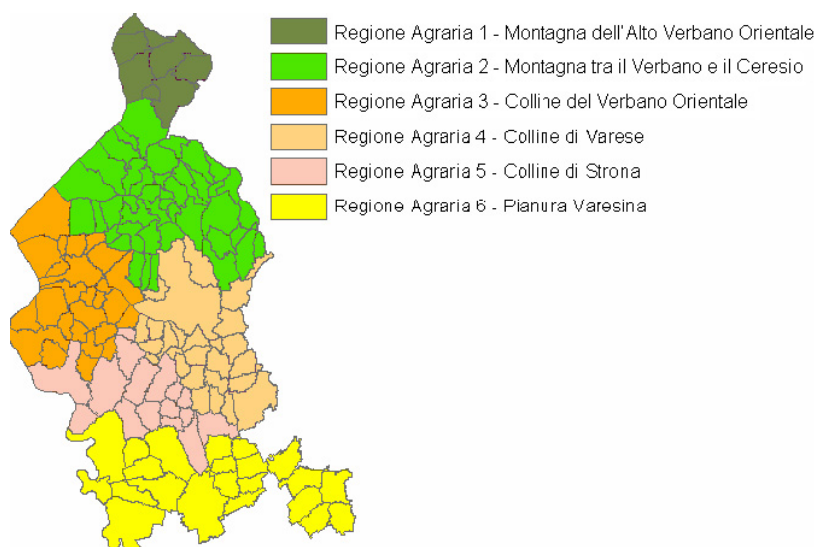 Regione Agraria 1 - Montagna dell'Alto Verbano Orientale
Regione Agraria 2 - Montagna tra il Verbano e il Ceresio
Regione Agraria 3 - Colline del Verbano Orientale
Regione Agraria 4 - Colline di Varese
Regione Agraria 5 - Colline di Strona
Regione Agraria 6 - Pianura Varesina